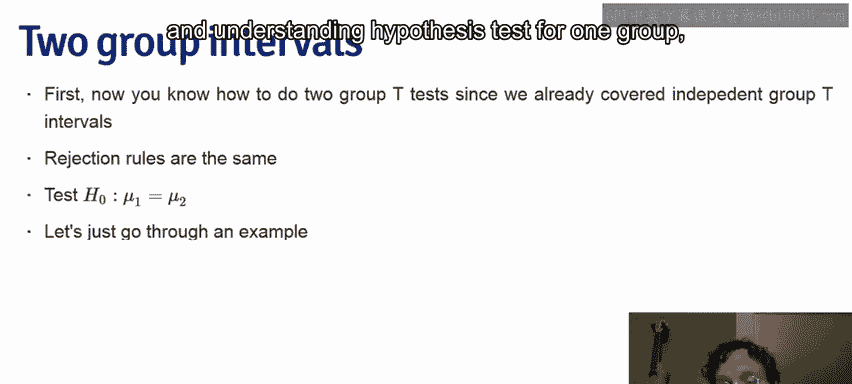 and understanding hypothesis test for one group,
Two group intervals
· First, now you know how to do two group T tests since we already covered indepedent group T
intervals
· Rejection rules are the same
· Test H₀ : μ₁ = μ₂
· Let's just go through an example